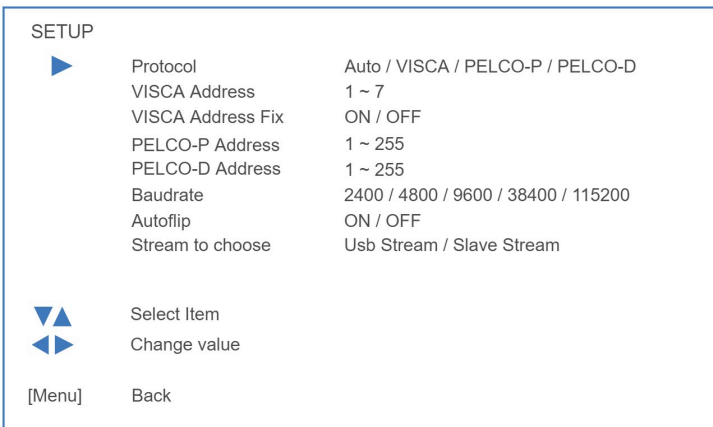 SETUP
Protocol Auto / VISCA / PELCO-P / PELCO-D
VISCA Address 1 ~ 7
VISCA Address Fix ON / OFF
PELCO-P Address 1 ~ 255
PELCO-D Address 1 ~ 255
Baudrate 2400 / 4800 / 9600 / 38400 / 115200
Autoflip ON / OFF
Stream to choose Usb Stream / Slave Stream
Select Item
Change value
[Menu] Back